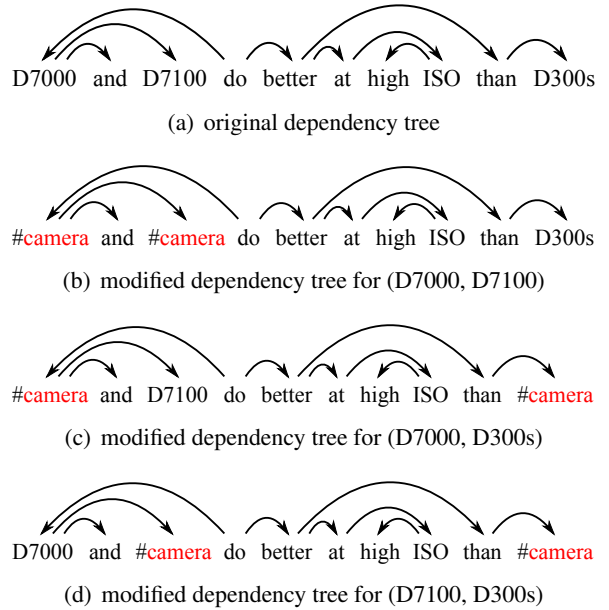 D7000 and D7100 do better at high ISO than D300s
(a) original dependency tree
#camera and #camera do better at high ISO than D300s
(b) modified dependency tree for (D7000, D7100)
#camera and D7100 do better at high ISO than #camera
(c) modified dependency tree for (D7000, D300s)
D7000 and #camera do better at high ISO than #camera
(d) modified dependency tree for (D7100, D300s)